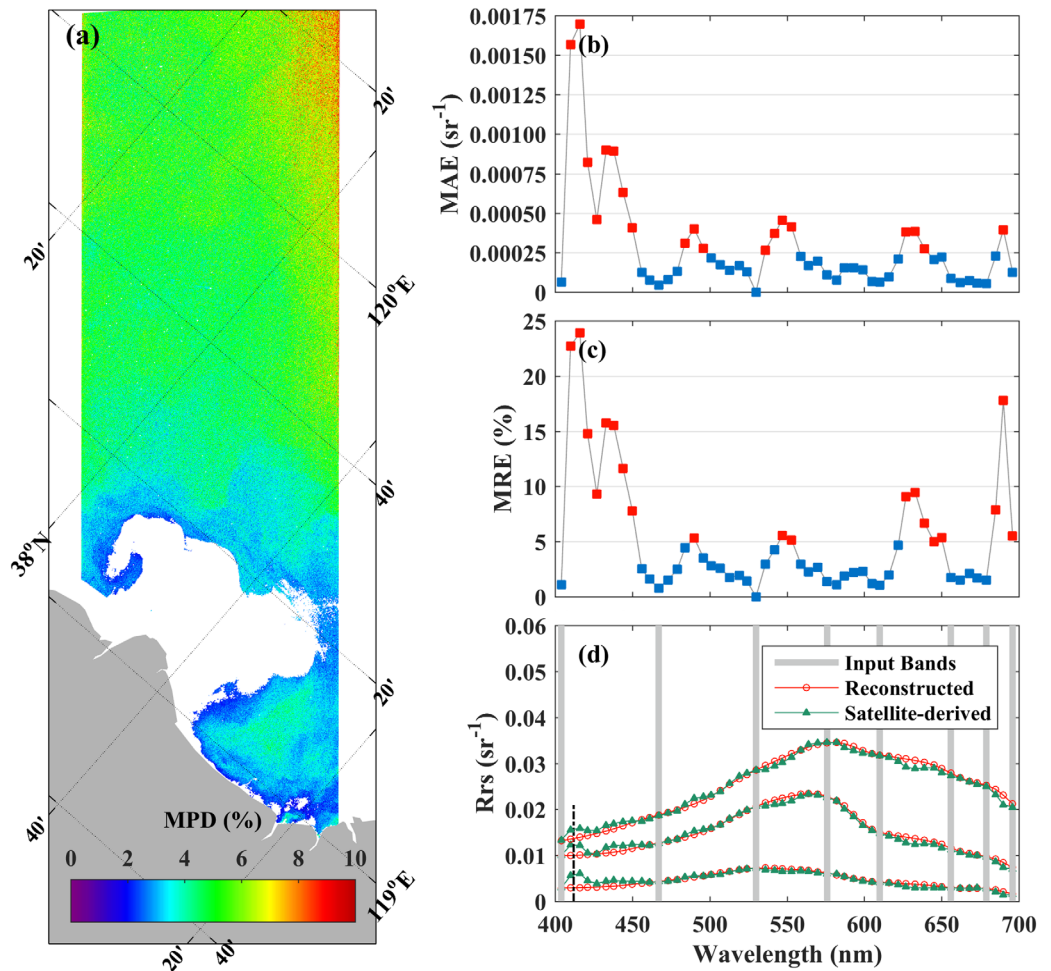 (a)
20'
20'
120°E
40'
38°N
20'
40'
119°E
20'
40'
MPD (%)
0 2 4 6 8 10
(b)
MAE (sr⁻¹)
0.00175
0.0015
0.00125
0.00100
0.00075
0.00050
0.00025
0
(c)
MRE (%)
25
20
15
10
5
0
(d)
Rrs (sr⁻¹)
0.06
0.05
0.04
0.03
0.02
0.01
0
Input Bands
Reconstructed
Satellite-derived
400 450 500 550 600 650 700
Wavelength (nm)